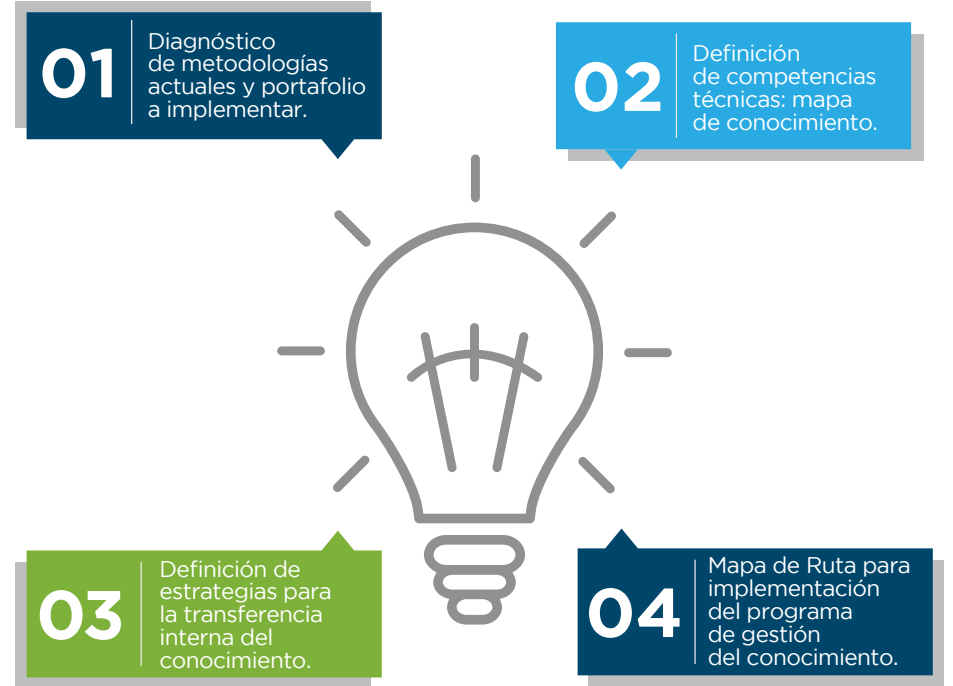 01
Diagnóstico
de metodologías
actuales y portafolio
a implementar.
02
Definición
de competencias
técnicas: mapa
de conocimiento.
03
Definición de
estrategias para
la transferencia
interna del
conocimiento.
04
Mapa de Ruta para
implementación
del programa
de gestión
del conocimiento.